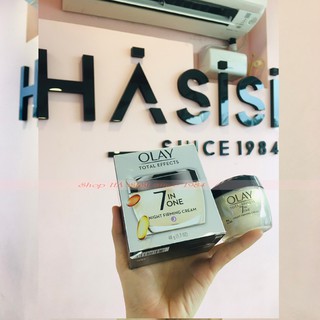 HASISI
SINCE 1984
OLAY
TOTAL EFFECTS
7 IN
ONE
NIGHT FIRMING CREAM
OLAY